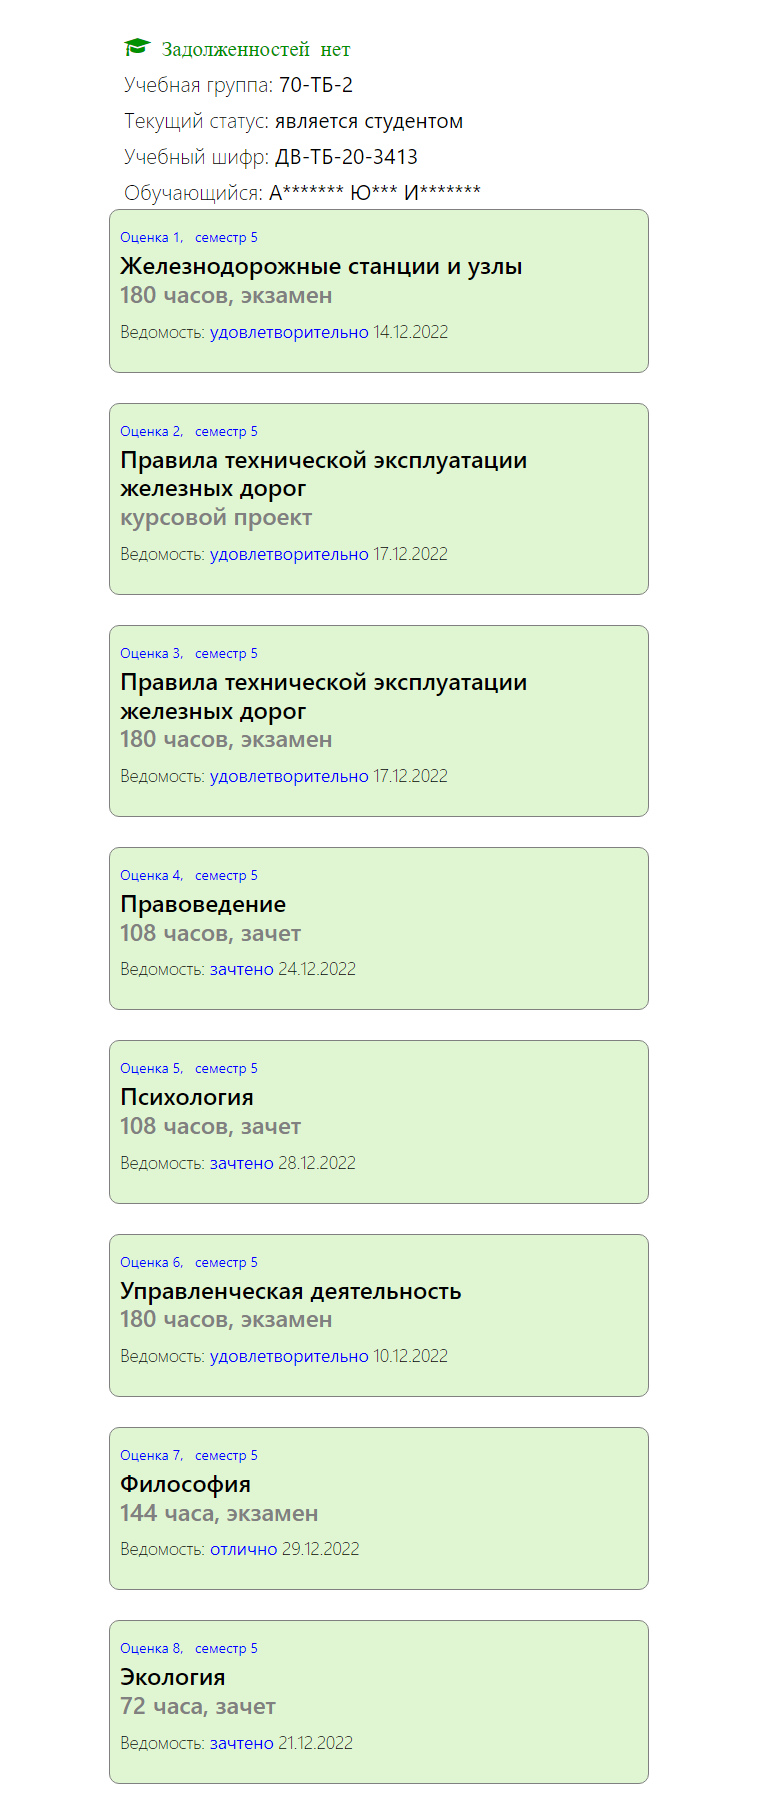 Задолженностей нет
Учебная группа: 70-ТБ-2
Текущий статус: является студентом
Учебный шифр: ДВ-ТБ-20-3413
Обучающийся: А******* Ю*** И*******
Оценка 1, семестр 5
Железнодорожные станции и узлы
180 часов, экзамен
Ведомость: удовлетворительно 14.12.2022
Оценка 2, семестр 5
Правила технической эксплуатации
железных дорог
курсовой проект
Ведомость: удовлетворительно 17.12.2022
Оценка 3, семестр 5
Правила технической эксплуатации
железных дорог
180 часов, экзамен
Ведомость: удовлетворительно 17.12.2022
Оценка 4, семестр 5
Правоведение
108 часов, зачет
Ведомость: зачтено 24.12.2022
Оценка 5, семестр 5
Психология
108 часов, зачет
Ведомость: зачтено 28.12.2022
Оценка 6, семестр 5
Управленческая деятельность
180 часов, экзамен
Ведомость: удовлетворительно 10.12.2022
Оценка 7, семестр 5
Философия
144 часа, экзамен
Ведомость: отлично 29.12.2022
Оценка 8, семестр 5
Экология
72 часа, зачет
Ведомость: зачтено 21.12.2022